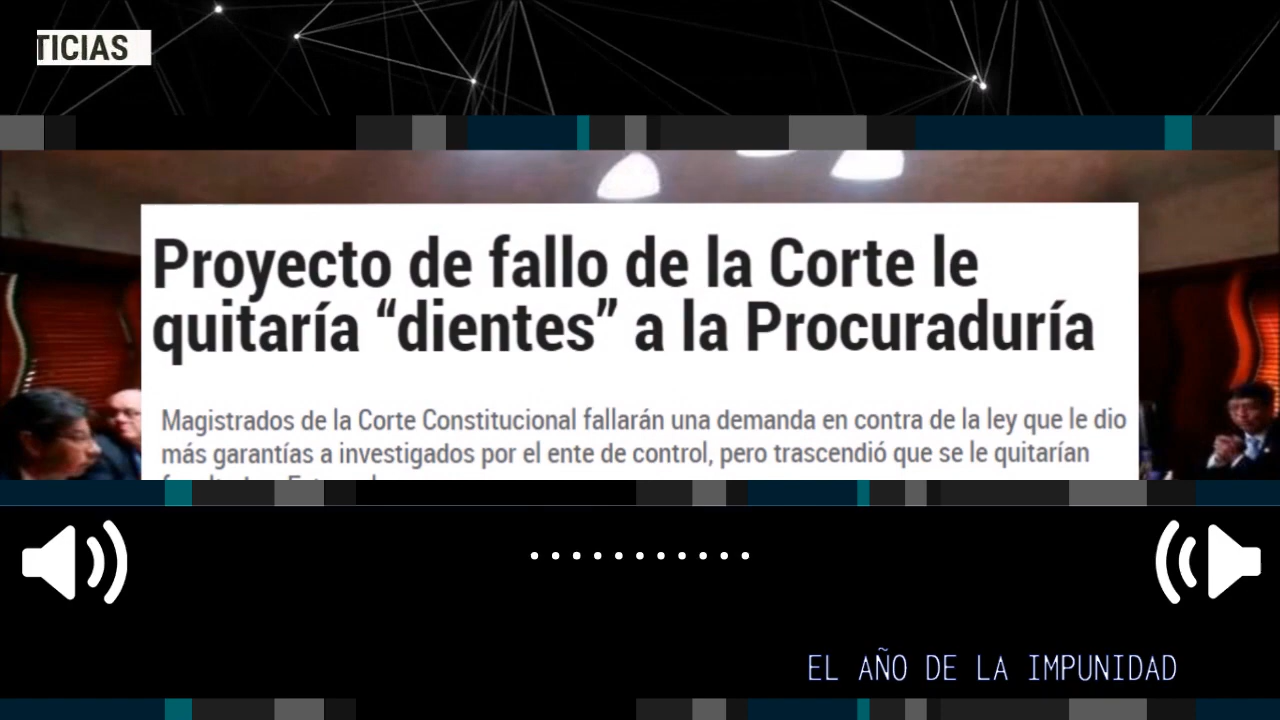 TICIAS
Proyecto de fallo de la Corte le
quitaría “dientes” a la Procuraduría
Magistrados de la Corte Constitucional fallarán una demanda en contra de la ley que le dio
más garantías a investigados por el ente de control, pero trascendió que se le quitarían
EL AÑO DE LA IMPUNIDAD